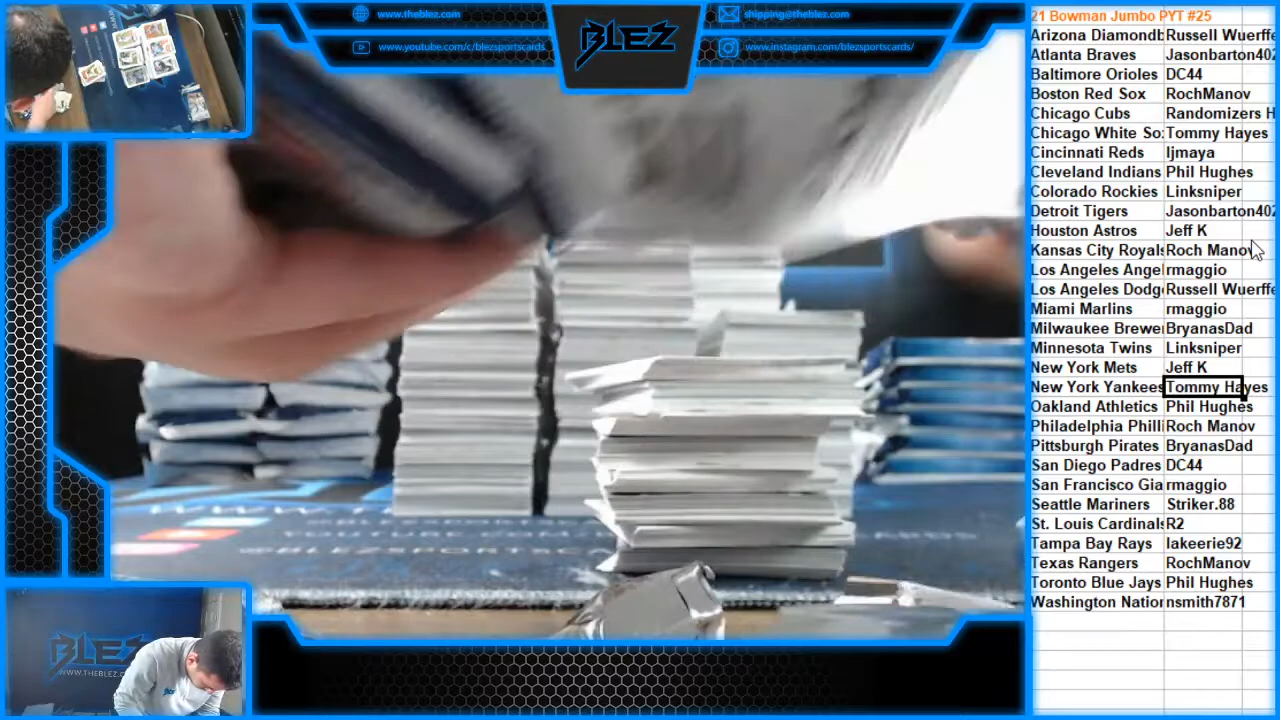 www.theblez.com
shipping@theblez.com
www.youtube.com/c/blezsportscards
www.instagram.com/blezsportscards/
BLEZ
21 Bowman Jumbo PYT #25
Arizona Diamondb Russell Wuerffe
Atlanta Braves Jasonbarton402
Baltimore Orioles DC44
Boston Red Sox RochManov
Chicago Cubs Randomizers H
Chicago White So Tommy Hayes
Cincinnati Reds ljmaya
Cleveland Indians Phil Hughes
Colorado Rockies Linksniper
Detroit Tigers Jasonbarton402
Houston Astros Jeff K
Kansas City Royals Roch Manov
Los Angeles Angel rmaggio
Los Angeles Dodg Russell Wuerffe
Miami Marlins rmaggio
Milwaukee Brewer BryanasDad
Minnesota Twins Linksniper
New York Mets Jeff K
New York Yankees Tommy Hayes
Oakland Athletics Phil Hughes
Philadelphia Philli Roch Manov
Pittsburgh Pirates BryanasDad
San Diego Padres DC44
San Francisco Gia rmaggio
Seattle Mariners Striker.88
St. Louis Cardinals R2
Tampa Bay Rays lakeerie92
Texas Rangers RochManov
Toronto Blue Jays Phil Hughes
Washington Nation nsmith7871
BLEZ
WWW.THEBLEZ.COM